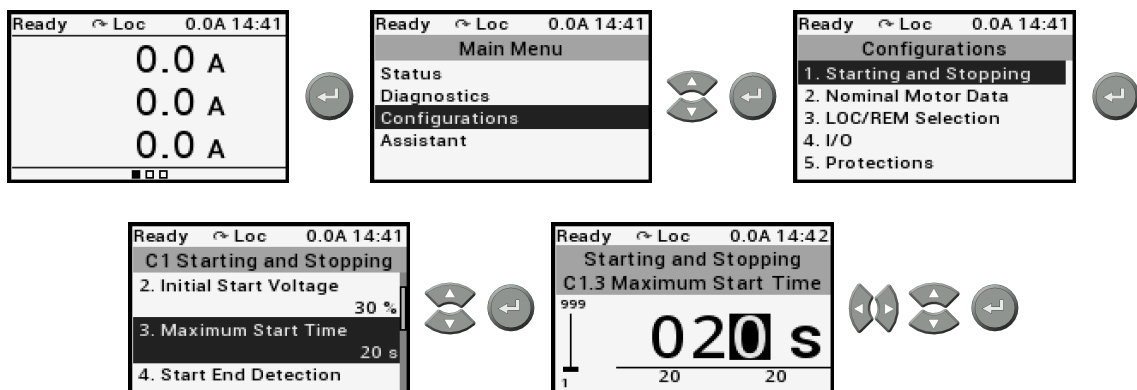 Ready ↷ Loc 0.0A 14:41
0.0 A
0.0 A
0.0 A
Ready ↷ Loc 0.0A 14:41
Main Menu
Status
Diagnostics
Configurations
Assistant
Ready ↷ Loc 0.0A 14:41
Configurations
1. Starting and Stopping
2. Nominal Motor Data
3. LOC/REM Selection
4. I/O
5. Protections
Ready ↷ Loc 0.0A 14:41
C1 Starting and Stopping
2. Initial Start Voltage
30 %
3. Maximum Start Time
20 s
4. Start End Detection
Ready ↷ Loc 0.0A 14:42
Starting and Stopping
C1.3 Maximum Start Time
999
020 s
1
20 20